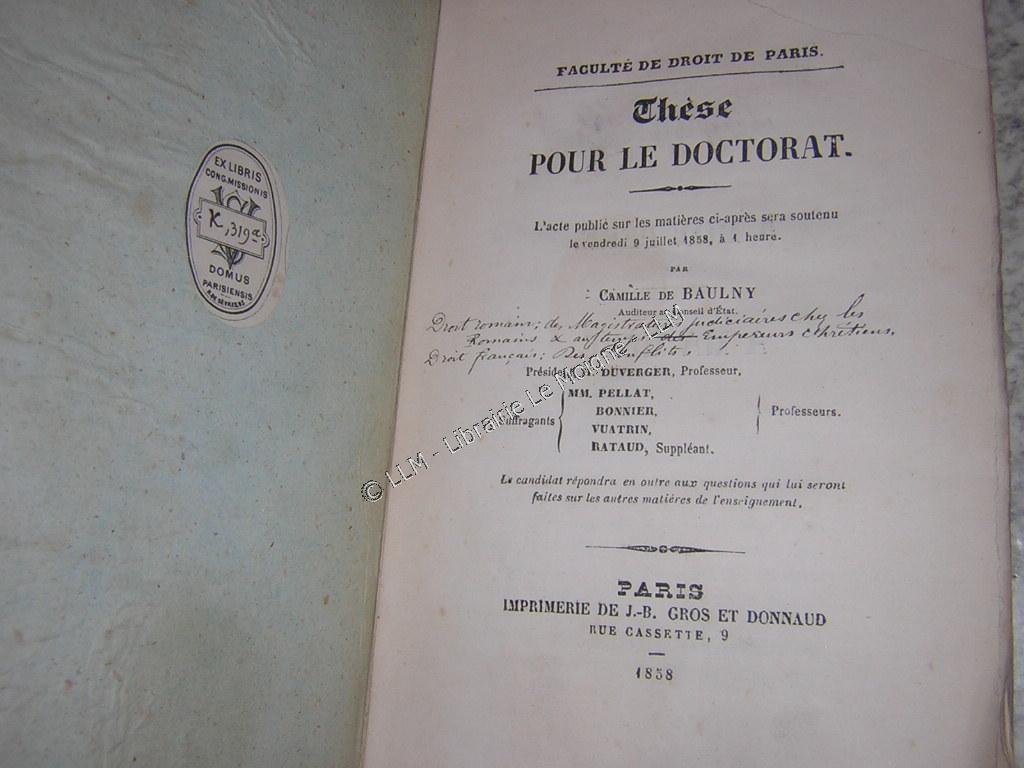 EX LIBRIS
CONG. MISSIONIS
K, 319a
DOMUS
PARISIENSIS
FACULTÉ DE DROIT DE PARIS.
Thèse
POUR LE DOCTORAT.
L'acte public sur les matières ci-après sera soutenu
le vendredi 9 juillet 1858, à 1 heure.
PAR
CAMILLE DE BAULNY
Auditeur au Conseil d'État.
Droit romain; des Magistrats judiciaires chez les
Romains & au temps des Empereurs chrétiens.
Droit français: Des Conflits.
Président M. DUVERGER, Professeur.
MM. PELLAT,
BONNIER,
Suffragants
Professeurs.
VUATRIN,
RATAUD, Suppléant.
Le candidat répondra en outre aux questions qui lui seront
faites sur les autres matières de l'enseignement.
PARIS
IMPRIMERIE DE J.-B. GROS ET DONNAUD
RUE CASSETTE, 9
1858
© LLM - Librairie Le Moigne - LLM